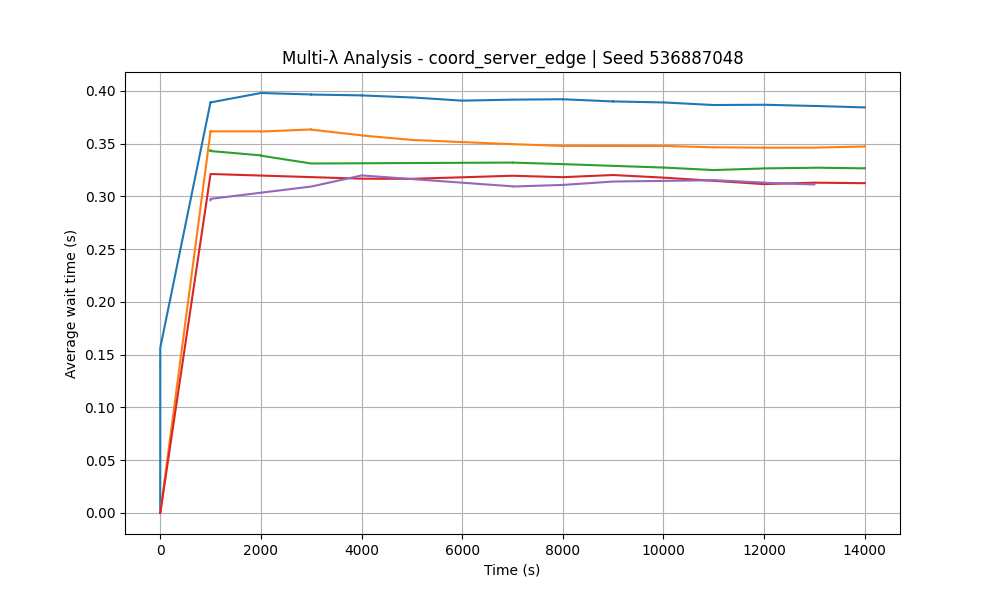 Multi-λ Analysis - coord_server_edge | Seed 536887048
Average wait time (s)
0.40
0.35
0.30
0.25
0.20
0.15
0.10
0.05
0.00
0 2000 4000 6000 8000 10000 12000 14000
Time (s)